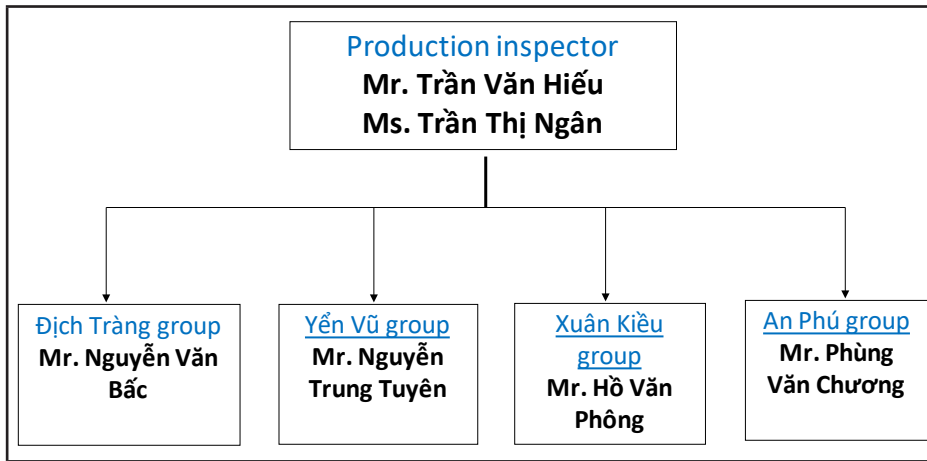 Production inspector
Mr. Trần Văn Hiếu
Ms. Trần Thị Ngân
Địch Tràng group
Mr. Nguyễn Văn
Bấc
Yển Vũ group
Mr. Nguyễn
Trung Tuyên
Xuân Kiều
group
Mr. Hồ Văn
Phông
An Phú group
Mr. Phùng
Văn Chương